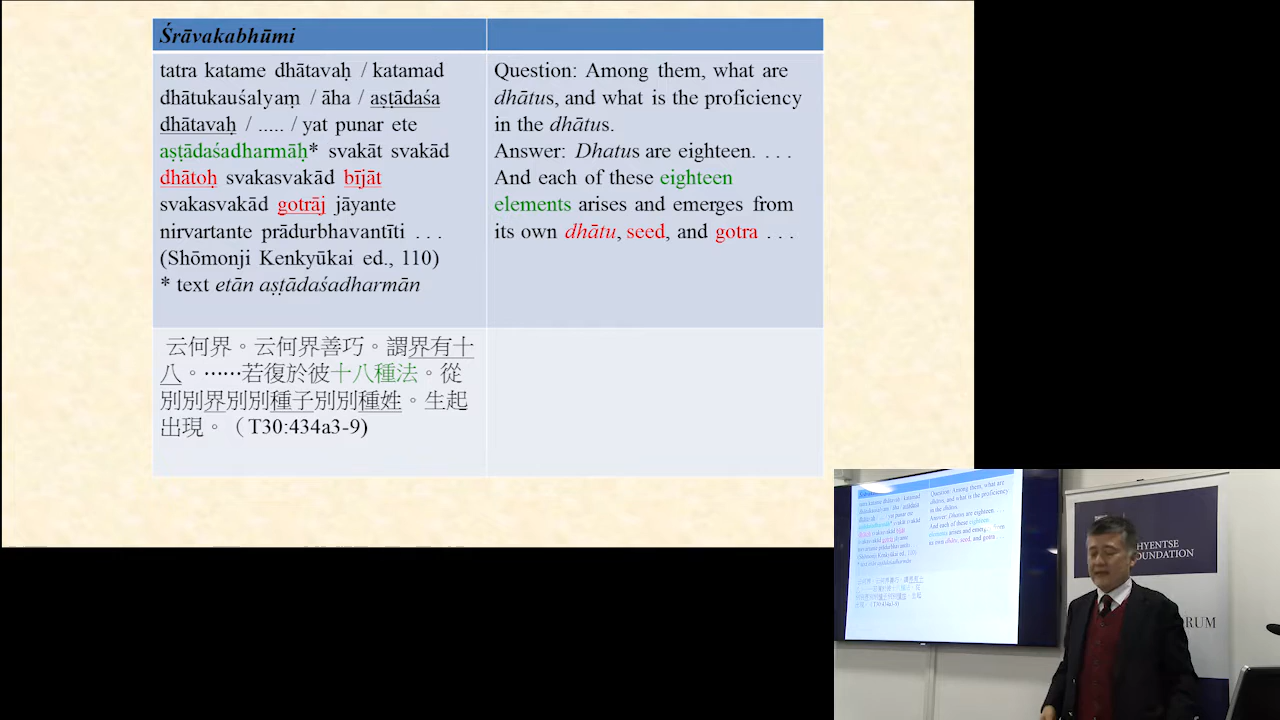 Śrāvakabhūmi
tatra katame dhātavaḥ / katamad
dhātukauśalyaṃ / āha / aṣṭādaśa
dhātavaḥ / ..... / yat punar ete
aṣṭādaśadharmāḥ* svakāt svakād
dhātoḥ svakasvakād bījāt
svakasvakād gotrāj jāyante
nirvartante prādurbhavantīti . . .
(Shōmonji Kenkyūkai ed., 110)
* text etān aṣṭādaśadharmān
Question: Among them, what are
dhātus, and what is the proficiency
in the dhātus.
Answer: Dhatus are eighteen. . . .
And each of these eighteen
elements arises and emerges from
its own dhātu, seed, and gotra . . .
云何界。云何界善巧。謂界有十
八。⋯⋯若復於彼十八種法。從
別別界別別種子別別種姓。生起
出現。（T30:434a3-9)
HYENTSE
OUNDATION
RUM